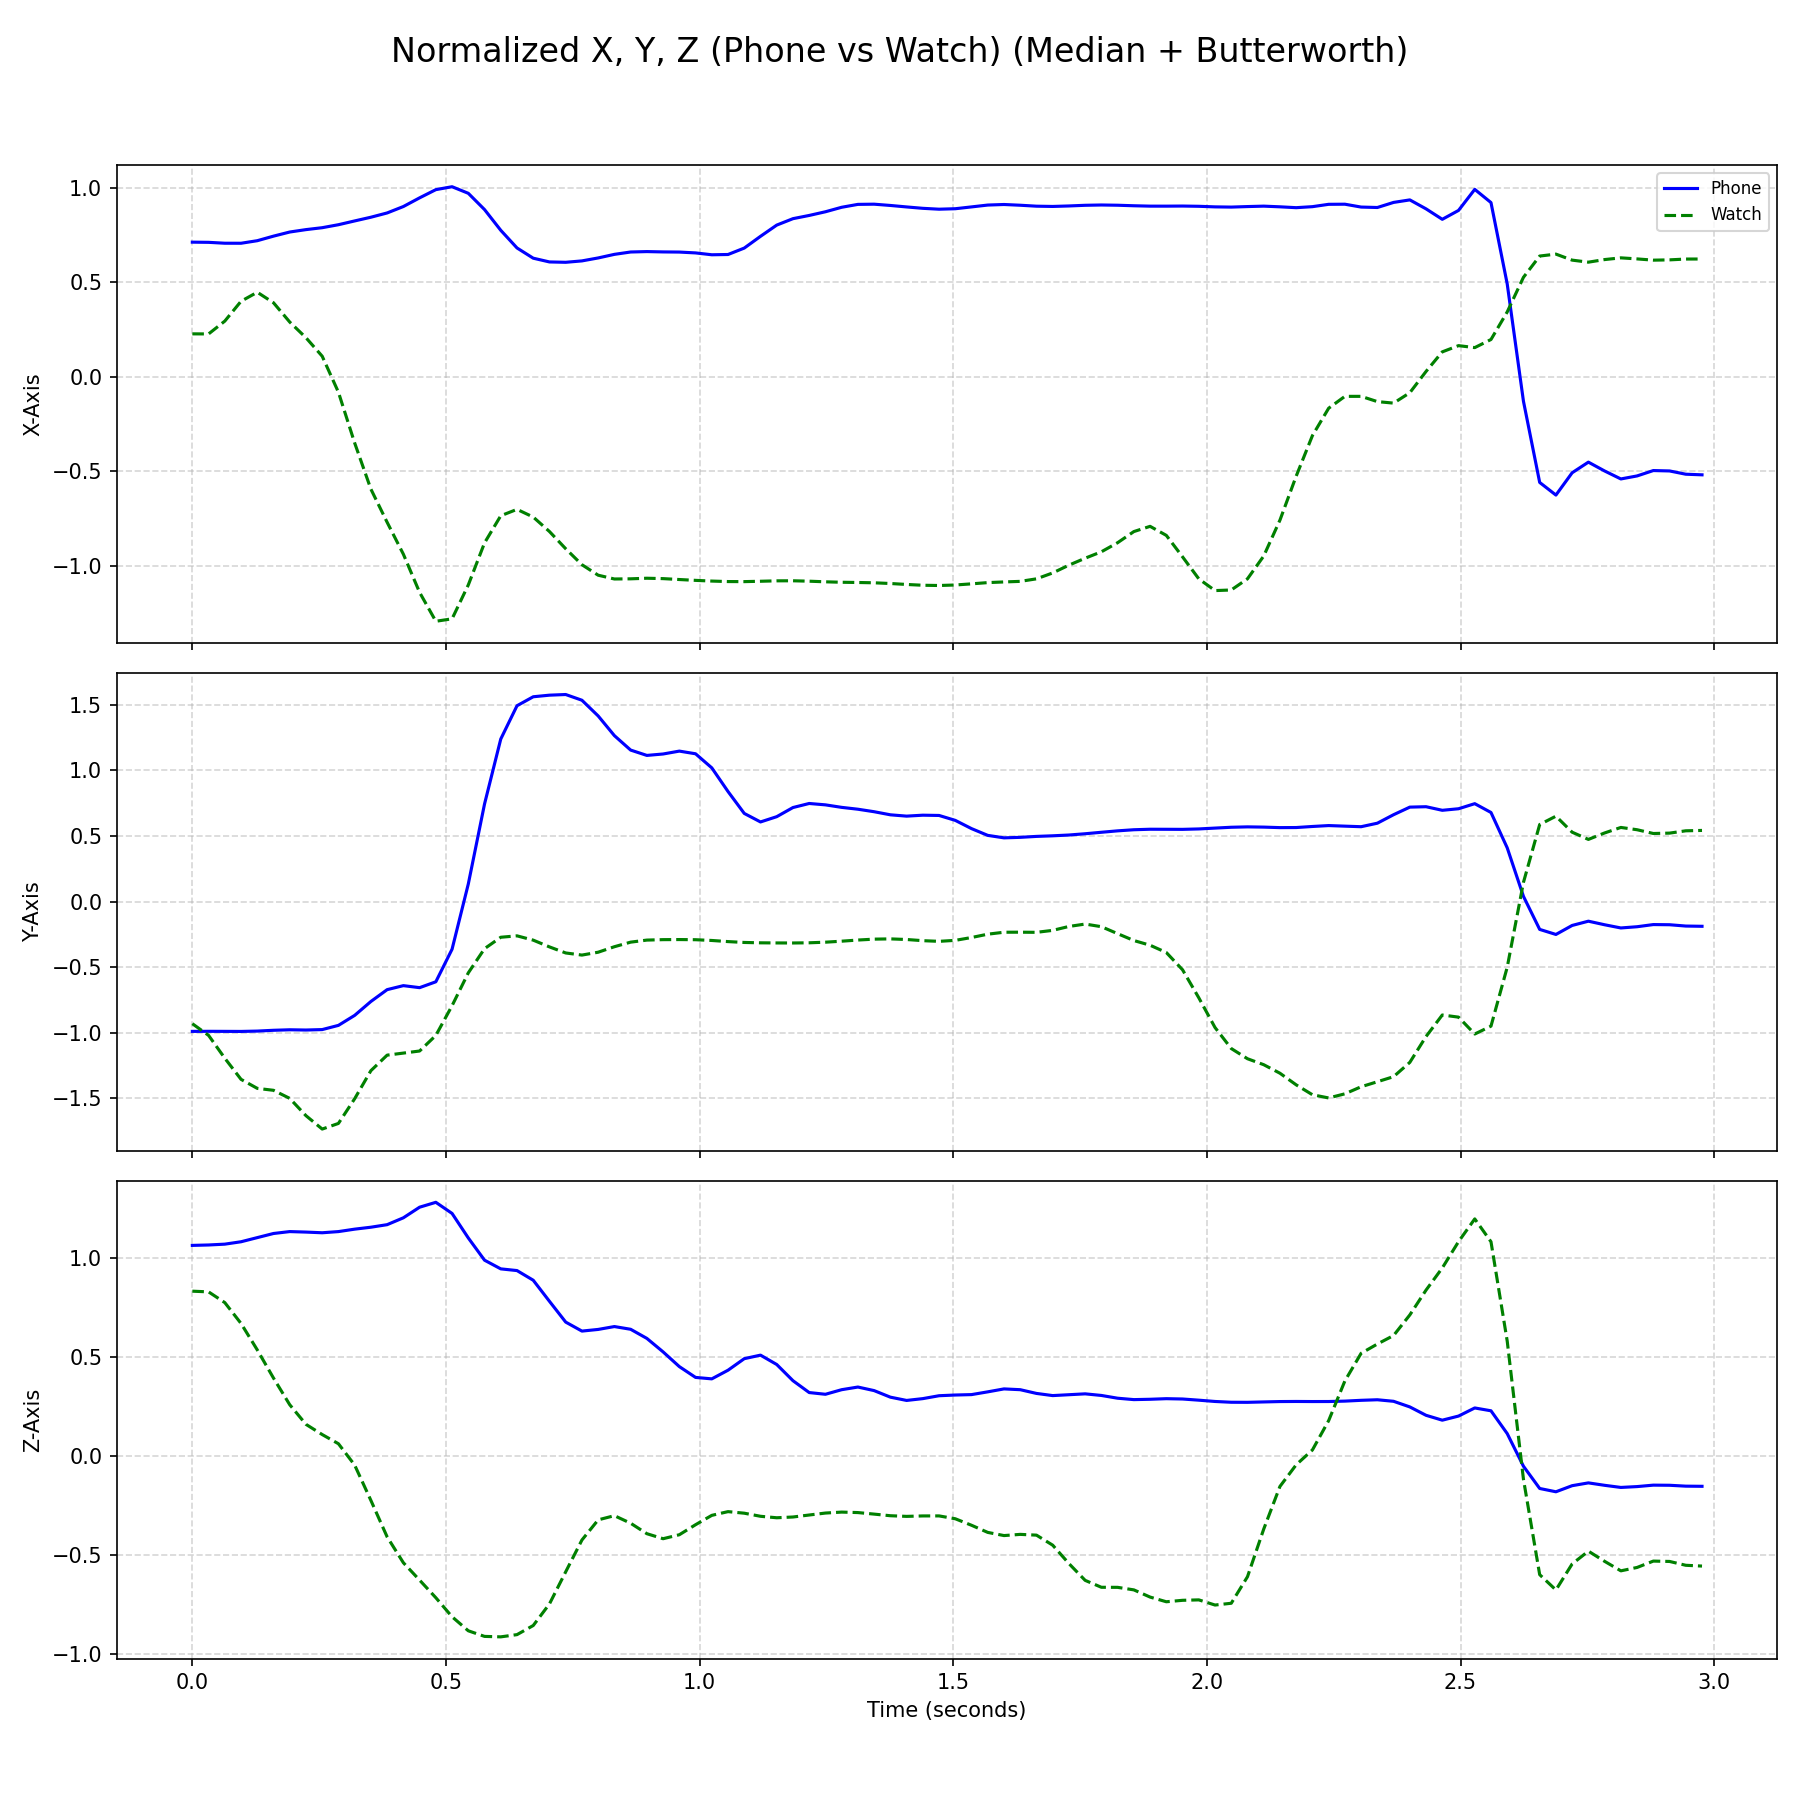 Normalized X, Y, Z (Phone vs Watch) (Median + Butterworth)
Phone
Watch
1.0
0.5
0.0
−0.5
−1.0
X-Axis
1.5
1.0
0.5
0.0
−0.5
−1.0
−1.5
Y-Axis
1.0
0.5
0.0
−0.5
−1.0
Z-Axis
0.0 0.5 1.0 1.5 2.0 2.5 3.0
Time (seconds)